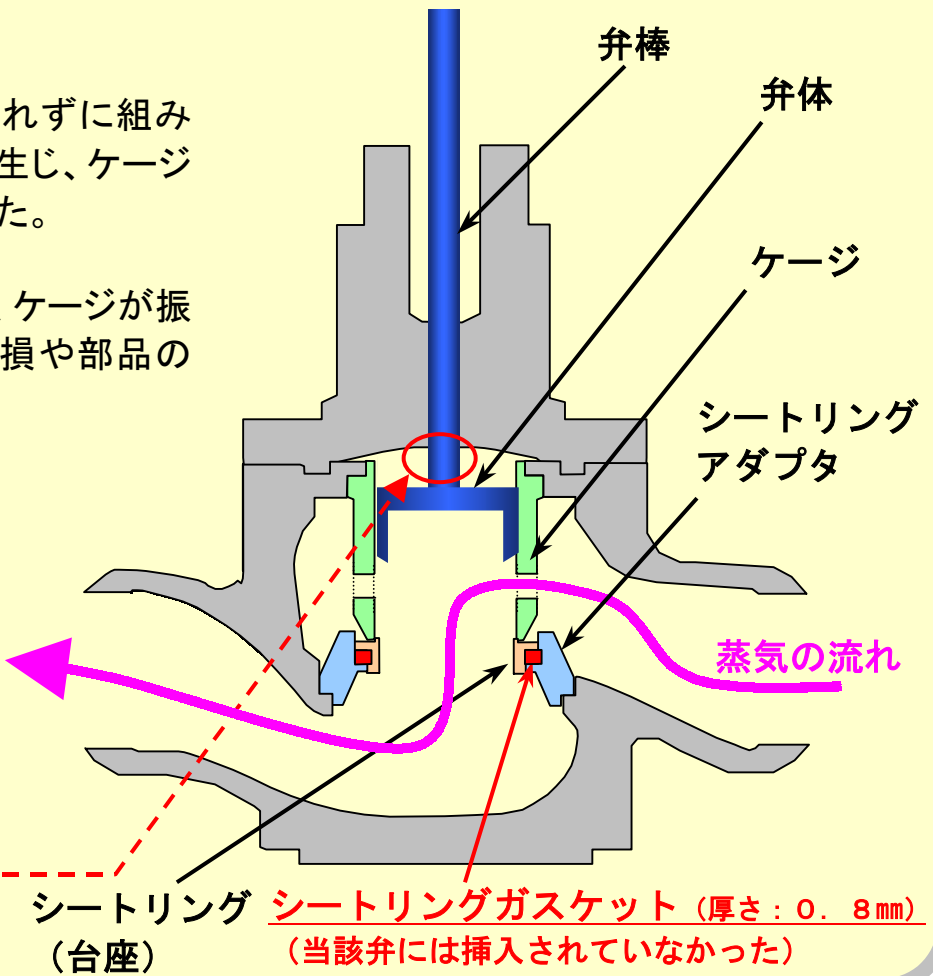 れずに組み
生じ、ケージ
た。
ケージが振
損や部品の
弁棒
弁体
ケージ
シートリング
アダプタ
蒸気の流れ
シートリング
（台座）
シートリングガスケット（厚さ：０．８㎜）
（当該弁には挿入されていなかった）